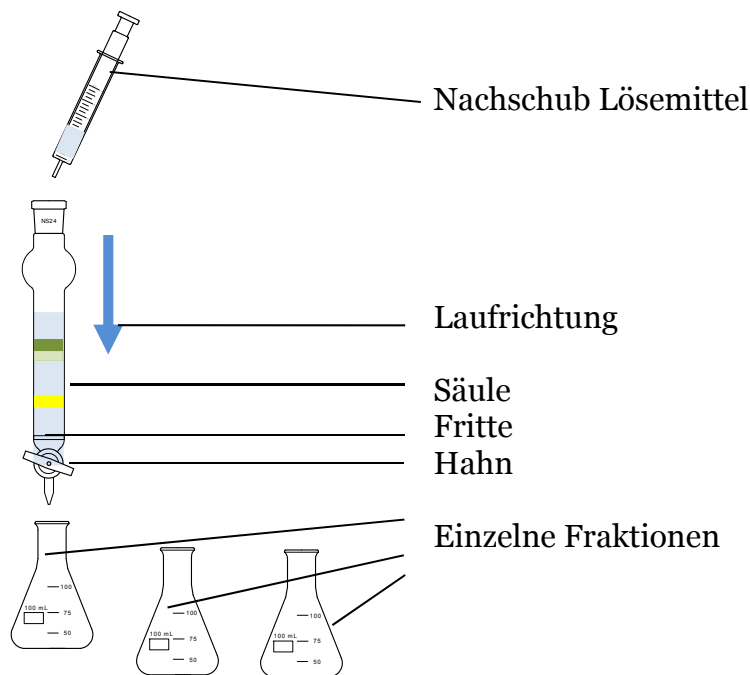 Nachschub Lösemittel
NS24
Laufrichtung
Säule
Fritte
Hahn
Einzelne Fraktionen
100
100 mL
75
50
100
100 mL
75
50
100
100 mL
75
50